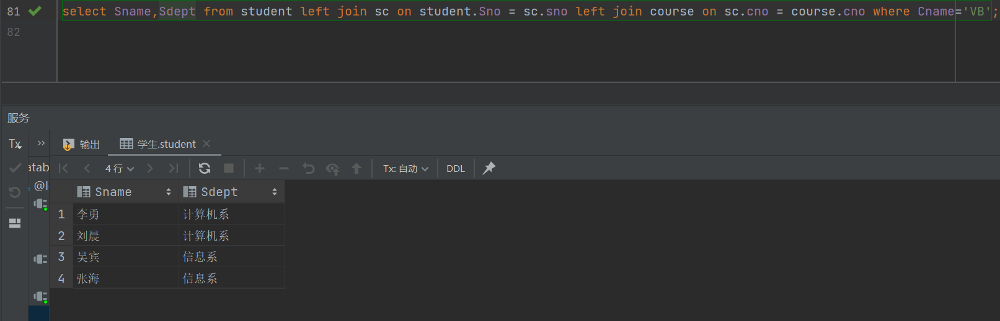 81 select Sname,Sdept from student left join sc on student.Sno = sc.sno left join course on sc.cno = course.cno where Cname='VB';
82
服务
Tx » 输出 学生.student
4 行 Tx: 自动 DDL
atab
@l
Sname Sdept
1 李勇 计算机系
2 刘晨 计算机系
3 吴宾 信息系
4 张海 信息系